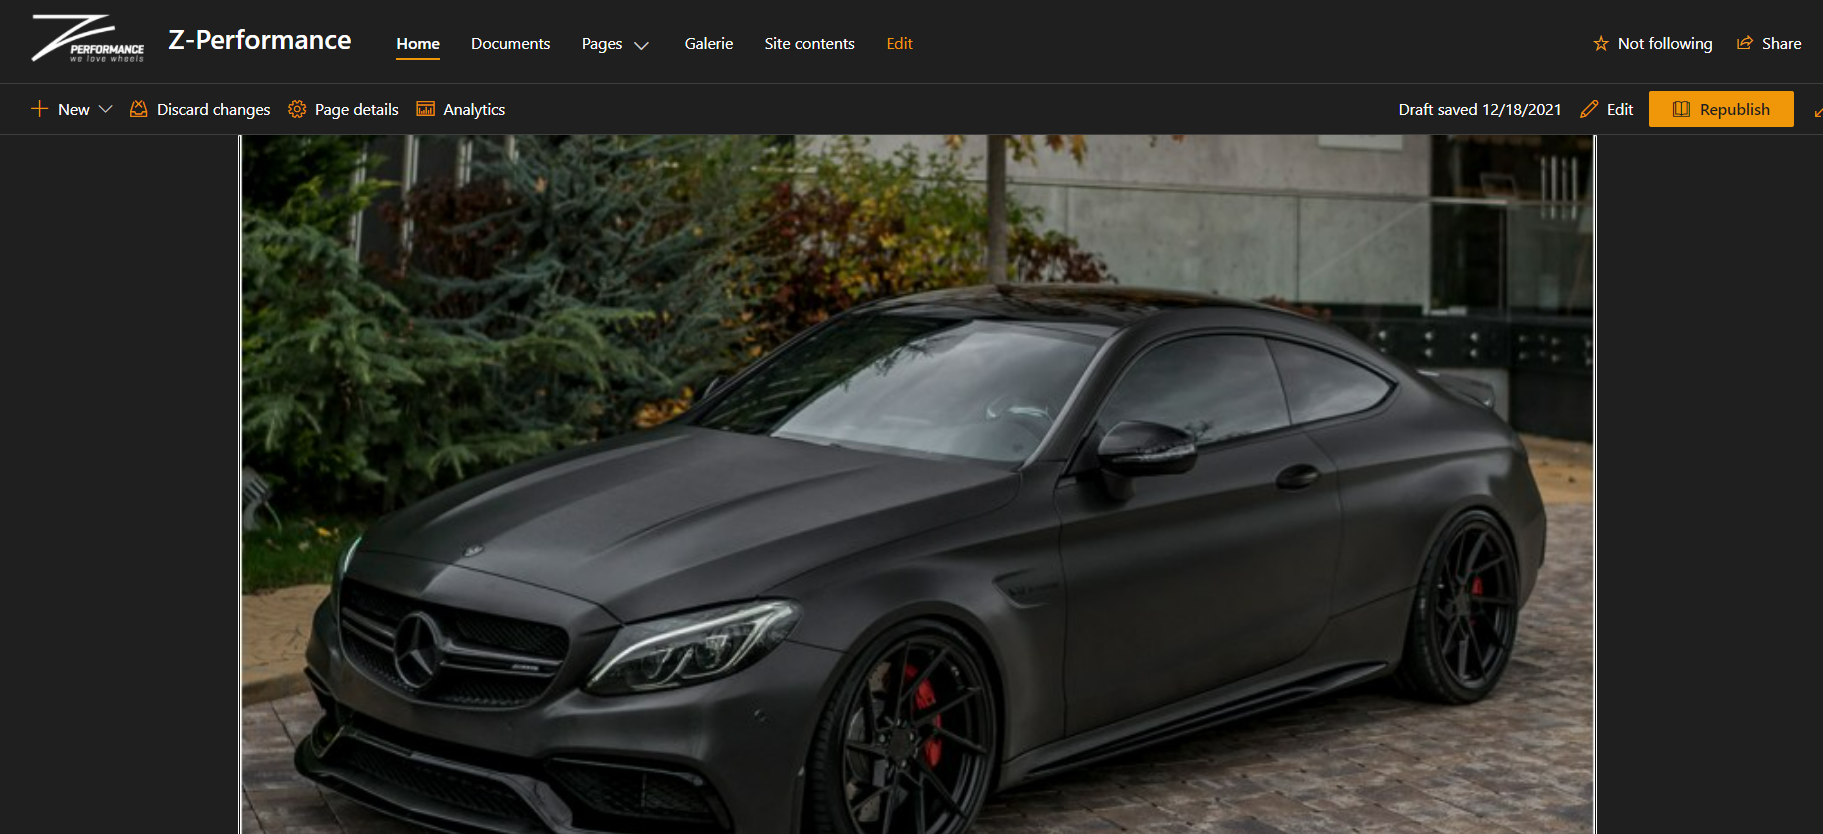 Z PERFORMANCE
we love wheels
Z-Performance
Home Documents Pages Galerie Site contents Edit
Not following Share
New Discard changes Page details Analytics
Draft saved 12/18/2021 Edit Republish